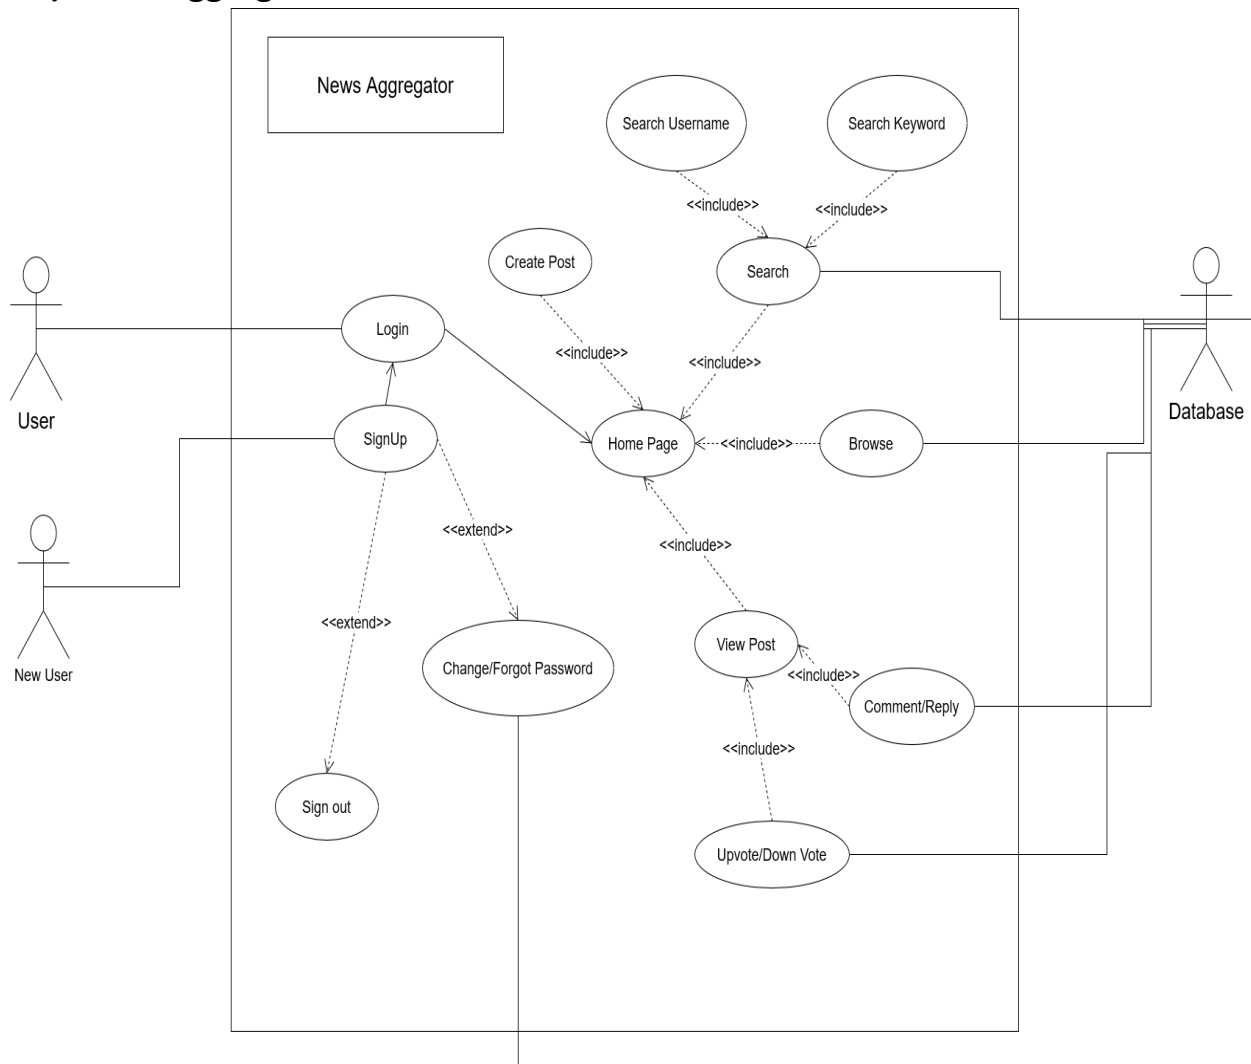 News Aggregator
Search Username
Search Keyword
<<include>>
<<include>>
Create Post
Search
Login
<<include>>
<<include>>
User
Database
SignUp
Home Page
<<include>>
Browse
<<extend>>
<<include>>
<<extend>>
View Post
New User
Change/Forgot Password
<<include>>
Comment/Reply
<<include>>
Sign out
Upvote/Down Vote